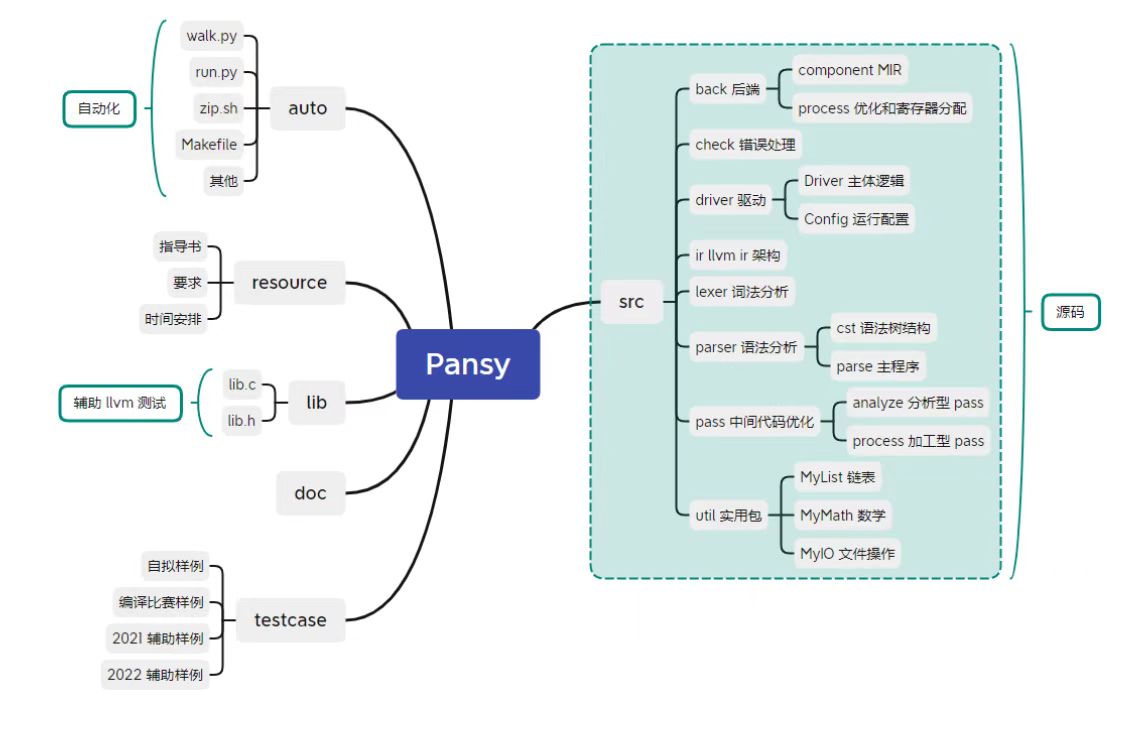 Pansy
自动化
auto
walk.py
run.py
zip.sh
Makefile
其他
resource
指导书
要求
时间安排
辅助 llvm 测试
lib
lib.c
lib.h
doc
testcase
自拟样例
编译比赛样例
2021 辅助样例
2022 辅助样例
src
back 后端
component MIR
process 优化和寄存器分配
check 错误处理
driver 驱动
Driver 主体逻辑
Config 运行配置
ir llvm ir 架构
lexer 词法分析
parser 语法分析
cst 语法树结构
parse 主程序
pass 中间代码优化
analyze 分析型 pass
process 加工型 pass
util 实用包
MyList 链表
MyMath 数学
MyIO 文件操作
源码